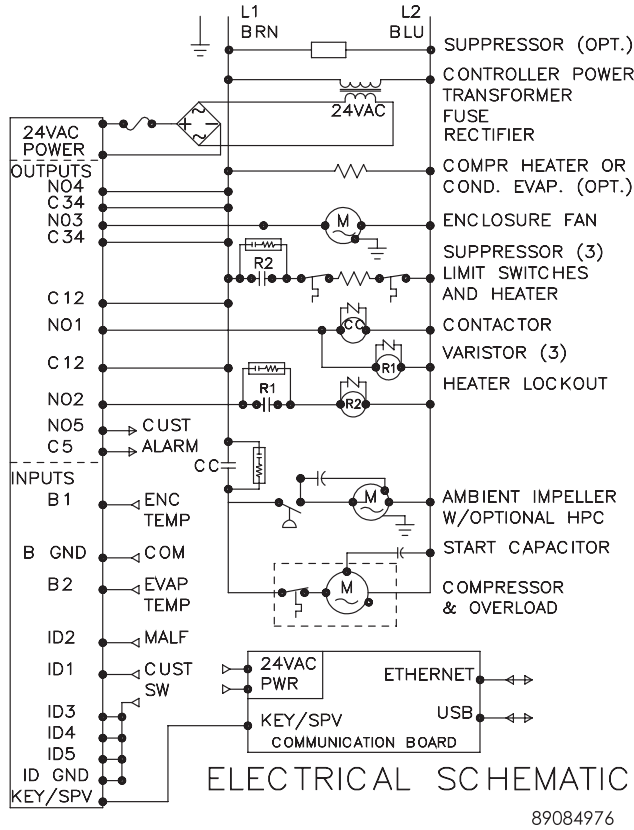 L1 L2
BRN BLU
SUPPRESSOR (OPT.)
CONTROLLER POWER
TRANSFORMER
24VAC
FUSE
RECTIFIER
24VAC
POWER
OUTPUTS
NO4
C34
NO3
C34
C12
NO1
C12
NO2
NO5
C5
CUST
ALARM
COMPR HEATER OR
COND. EVAP. (OPT.)
M
ENCLOSURE FAN
R2
SUPPRESSOR (3)
LIMIT SWITCHES
AND HEATER
CC
CONTACTOR
R1
VARISTOR (3)
R1
R2
HEATER LOCKOUT
CC
INPUTS
B1
ENC
TEMP
B GND
COM
B2
EVAP
TEMP
ID2
MALF
ID1
CUST
SW
ID3
ID4
ID5
ID GND
KEY/SPV
M
AMBIENT IMPELLER
W/OPTIONAL HPC
START CAPACITOR
M
COMPRESSOR
& OVERLOAD
24VAC
PWR
ETHERNET
USB
KEY/SPV
COMMUNICATION BOARD
ELECTRICAL SCHEMATIC
89084976